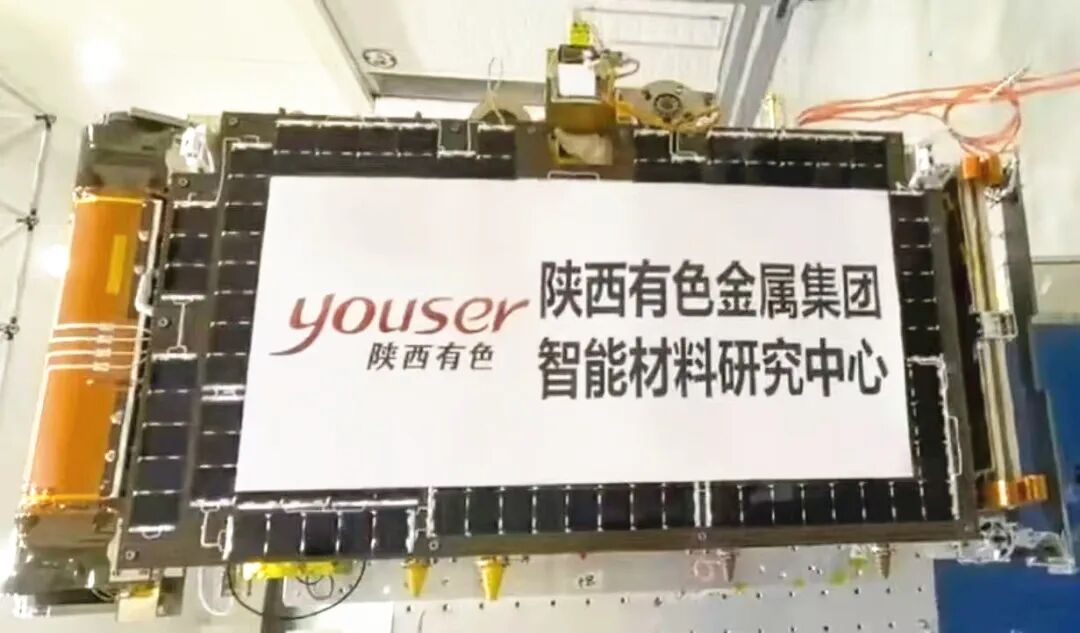 youser
陕西有色
陕西有色金属集团
智能材料研究中心